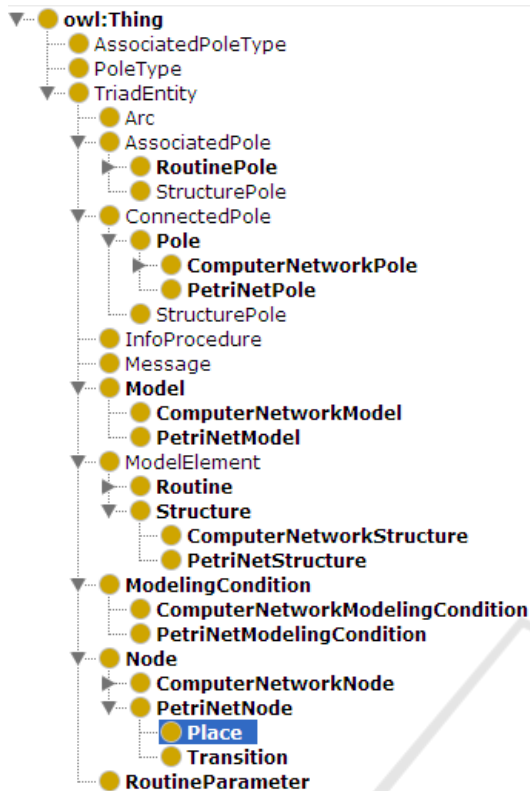 owl:Thing
AssociatedPoleType
PoleType
TriadEntity
Arc
AssociatedPole
RoutinePole
StructurePole
ConnectedPole
Pole
ComputerNetworkPole
PetriNetPole
StructurePole
InfoProcedure
Message
Model
ComputerNetworkModel
PetriNetModel
ModelElement
Routine
Structure
ComputerNetworkStructure
PetriNetStructure
ModelingCondition
ComputerNetworkModelingCondition
PetriNetModelingCondition
Node
ComputerNetworkNode
PetriNetNode
Place
Transition
RoutineParameter